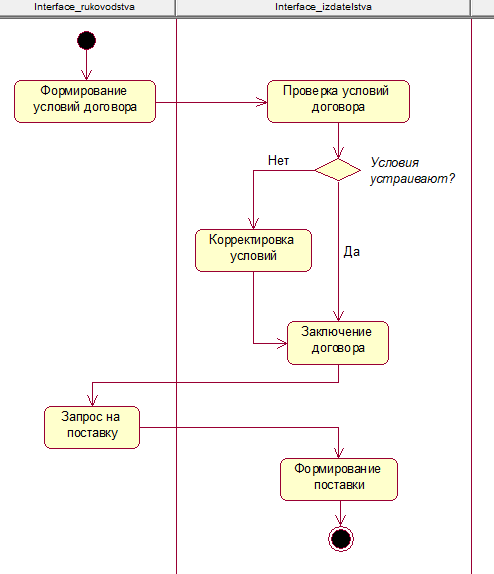 Interface_rukovodstva
Interface_izdatelstva
Формирование
условий договора
Проверка условий
договора
Нет
Условия
устраивают?
Корректировка
условий
Да
Заключение
договора
Запрос на
поставку
Формирование
поставки